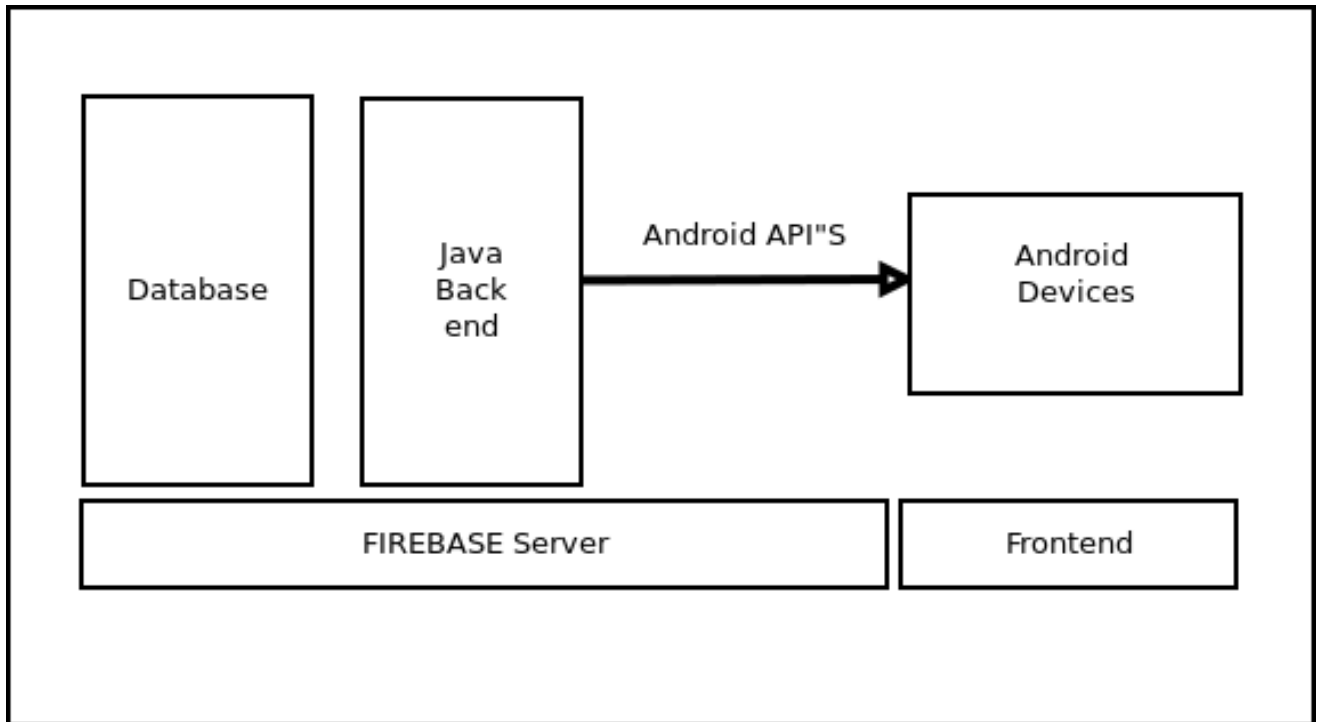 Database
Java
Back
end
Android API"S
Android
Devices
FIREBASE Server
Frontend